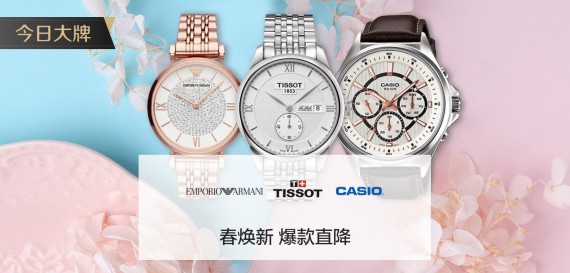 今日大牌
EMPORIO ARMANI
TISSOT
1853
CASIO
EMPORIO ARMANI
TISSOT
CASIO
春焕新 爆款直降